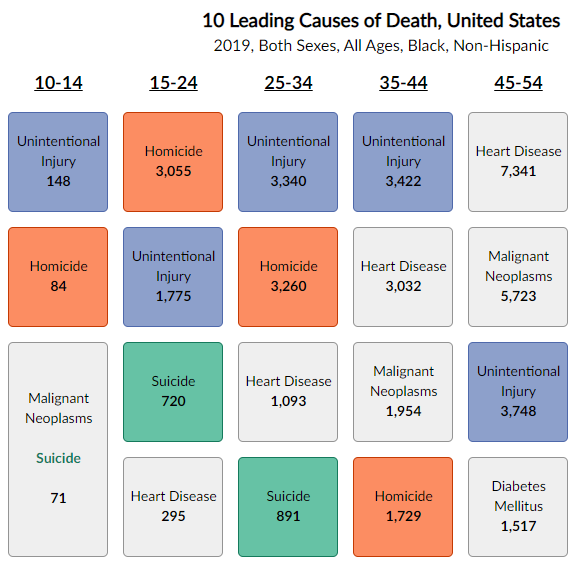 10 Leading Causes of Death, United States
2019, Both Sexes, All Ages, Black, Non-Hispanic
10-14 15-24 25-34 35-44 45-54
Unintentional
Injury
148
Homicide
3,055
Unintentional
Injury
3,340
Unintentional
Injury
3,422
Heart Disease
7,341
Homicide
84
Unintentional
Injury
1,775
Homicide
3,260
Heart Disease
3,032
Malignant
Neoplasms
5,723
Malignant
Neoplasms
Suicide
71
Suicide
720
Heart Disease
1,093
Malignant
Neoplasms
1,954
Unintentional
Injury
3,748
Heart Disease
295
Suicide
891
Homicide
1,729
Diabetes
Mellitus
1,517